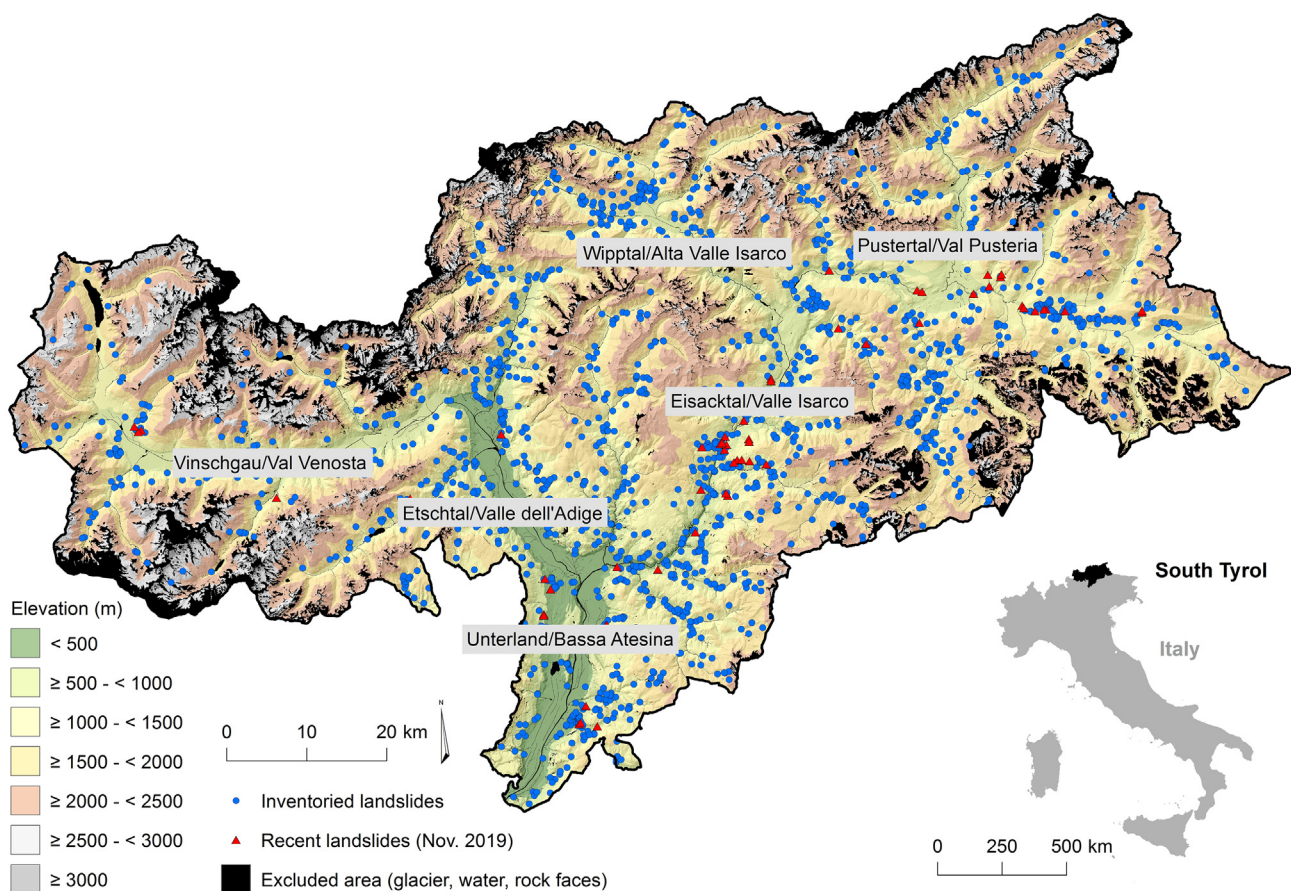 Wipptal/Alta Valle Isarco
Pustertal/Val Pusteria
Eisacktal/Valle Isarco
Vinschgau/Val Venosta
Etschtal/Valle dell'Adige
Unterland/Bassa Atesina
South Tyrol
Italy
Elevation (m)
< 500
≥ 500 - < 1000
≥ 1000 - < 1500
≥ 1500 - < 2000
≥ 2000 - < 2500
≥ 2500 - < 3000
≥ 3000
N
0 10 20 km
Inventoried landslides
Recent landslides (Nov. 2019)
Excluded area (glacier, water, rock faces)
0 250 500 km